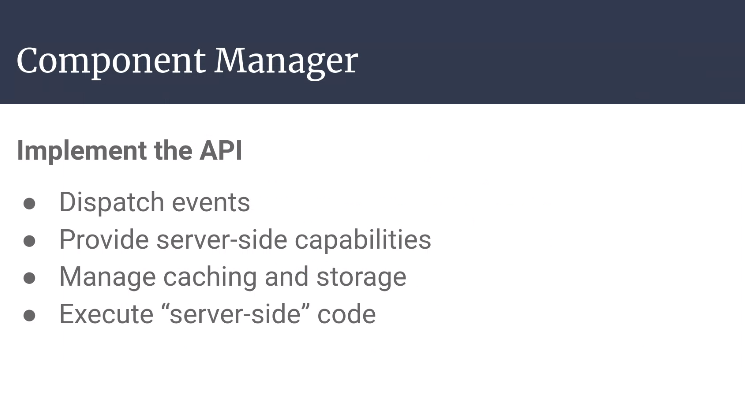 Component Manager
Implement the API
● Dispatch events
● Provide server-side capabilities
● Manage caching and storage
● Execute “server-side” code